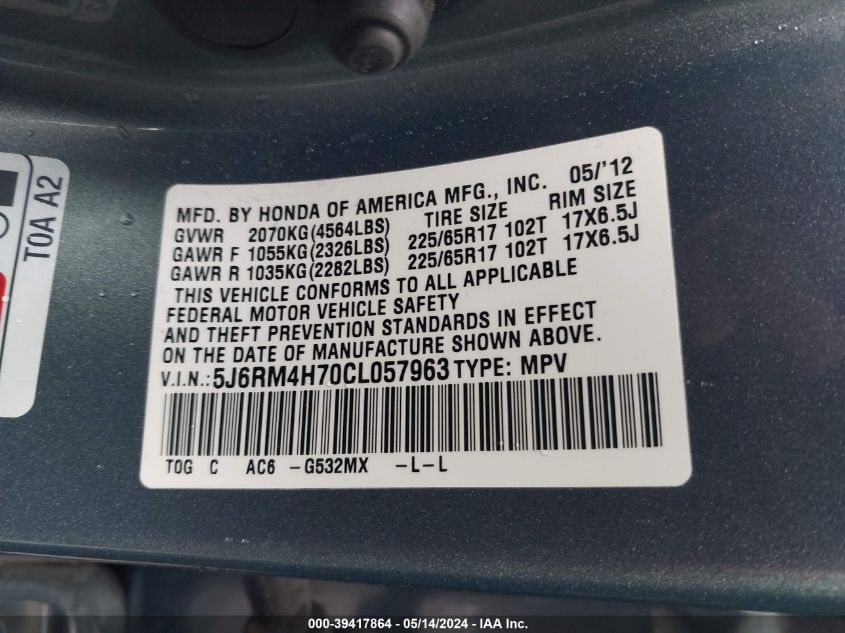 T0A A2
MFD. BY HONDA OF AMERICA MFG., INC. 05/'12
GVWR 2070KG(4564LBS) TIRE SIZE RIM SIZE
GAWR F 1055KG(2326LBS) 225/65R17 102T 17X6.5J
GAWR R 1035KG(2282LBS) 225/65R17 102T 17X6.5J
THIS VEHICLE CONFORMS TO ALL APPLICABLE
FEDERAL MOTOR VEHICLE SAFETY
AND THEFT PREVENTION STANDARDS IN EFFECT
ON THE DATE OF MANUFACTURE SHOWN ABOVE.
V.I.N.: 5J6RM4H70CL057963 TYPE: MPV
T0G C AC6 -G532MX -L-L
000-39417864 - 05/14/2024 - IAA Inc.